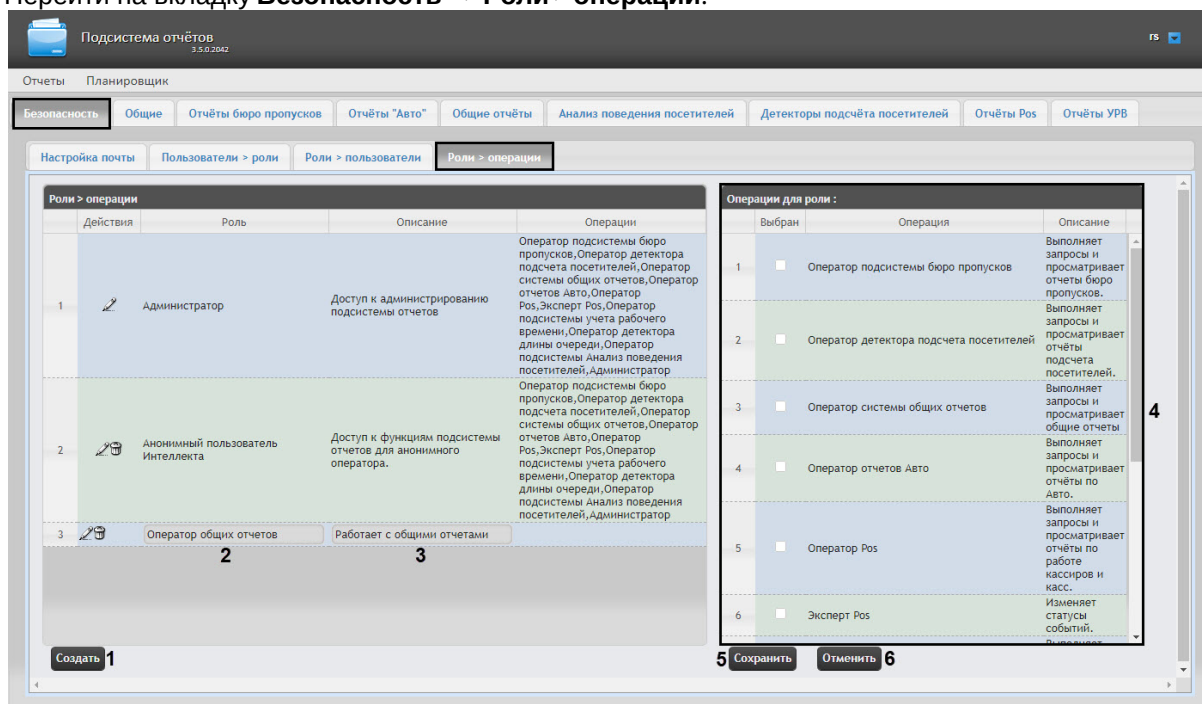 Перейти на вкладку Безопасность -> Роли> операции.
Подсистема отчётов
3.5.0.2042
rs
Отчеты Планировщик
Безопасность Общие Отчёты бюро пропусков Отчёты "Авто" Общие отчёты Анализ поведения посетителей Детекторы подсчёта посетителей Отчёты Pos Отчёты УРВ
Настройка почты Пользователи > роли Роли > пользователи Роли > операции
Роли > операции
Действия Роль Описание Операции
1 Администратор
Доступ к администрированию
подсистемы отчетов
Оператор подсистемы бюро
пропусков,Оператор детектора
подсчета посетителей,Оператор
системы общих отчетов,Оператор
отчетов Авто,Оператор
Pos,Эксперт Pos,Оператор
подсистемы учета рабочего
времени,Оператор детектора
длины очереди,Оператор
подсистемы Анализ поведения
посетителей,Администратор
2 Анонимный пользователь
Интеллекта
Доступ к функциям подсистемы
отчетов для анонимного
оператора.
Оператор подсистемы бюро
пропусков,Оператор детектора
подсчета посетителей,Оператор
системы общих отчетов,Оператор
отчетов Авто,Оператор
Pos,Эксперт Pos,Оператор
подсистемы учета рабочего
времени,Оператор детектора
длины очереди,Оператор
подсистемы Анализ поведения
посетителей,Администратор
3 Оператор общих отчетов Работает с общими отчетами
2 3
Создать 1
Операции для роли :
Выбран Операция Описание
1 Оператор подсистемы бюро пропусков
Выполняет
запросы и
просматривает
отчеты бюро
пропусков.
2 Оператор детектора подсчета посетителей
Выполняет
запросы и
просматривает
отчёты
подсчета
посетителей.
3 Оператор системы общих отчетов
Выполняет
запросы и
просматривает
общие отчеты
4
4 Оператор отчетов Авто
Выполняет
запросы и
просматривает
отчёты по
Авто.
5 Оператор Pos
Выполняет
запросы и
просматривает
отчёты по
работе
кассиров и
касс.
6 Эксперт Pos
Изменяет
статусы
событий.
Выполняет
5 Сохранить Отменить 6